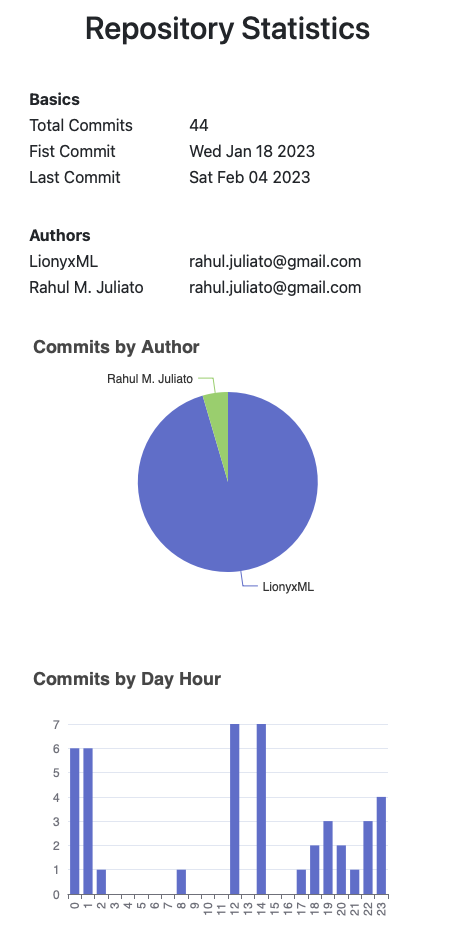 Repository Statistics
Basics
Total Commits 44
Fist Commit Wed Jan 18 2023
Last Commit Sat Feb 04 2023
Authors
LionyxML rahul.juliato@gmail.com
Rahul M. Juliato rahul.juliato@gmail.com
Commits by Author
Rahul M. Juliato
LionyxML
Commits by Day Hour
7
6
5
4
3
2
1
0
0 1 2 3 4 5 6 7 8 9 10 11 12 13 14 15 16 17 18 19 20 21 22 23